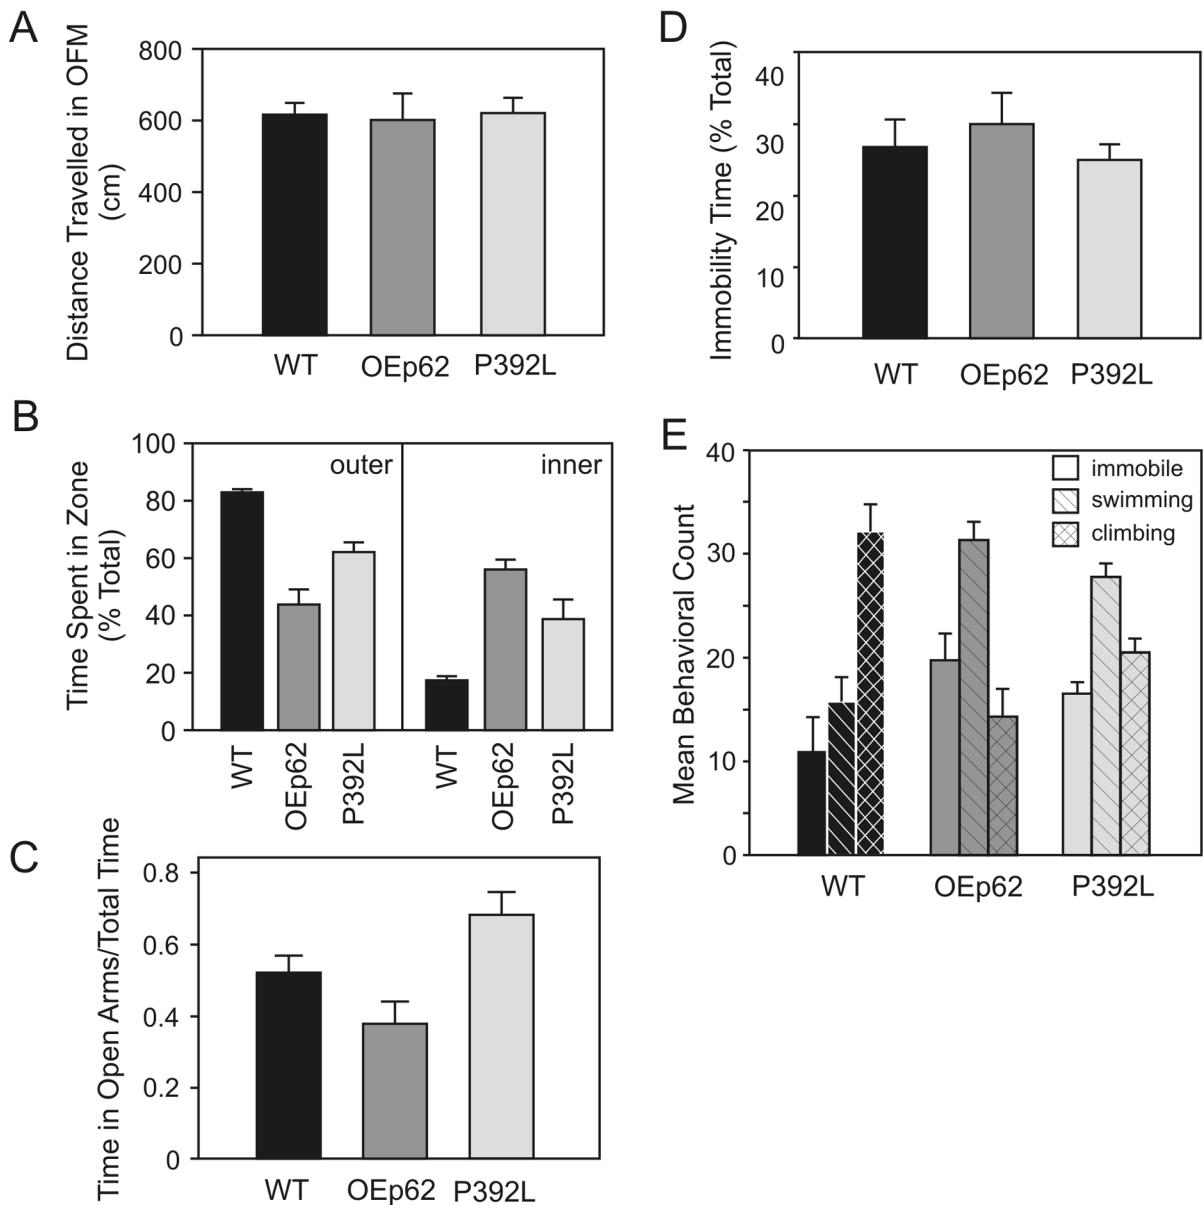 A
Distance Travelled in OFM
(cm)
800
600
400
200
0
WT OEp62 P392L
B
Time Spent in Zone
(% Total)
100
80
60
40
20
0
outer inner
WT OEp62 P392L WT OEp62 P392L
C
Time in Open Arms/Total Time
0.8
0.6
0.4
0.2
0
WT OEp62 P392L
D
Immobility Time (% Total)
40
30
20
10
0
WT OEp62 P392L
E
Mean Behavioral Count
40
30
20
10
0
immobile
swimming
climbing
WT OEp62 P392L